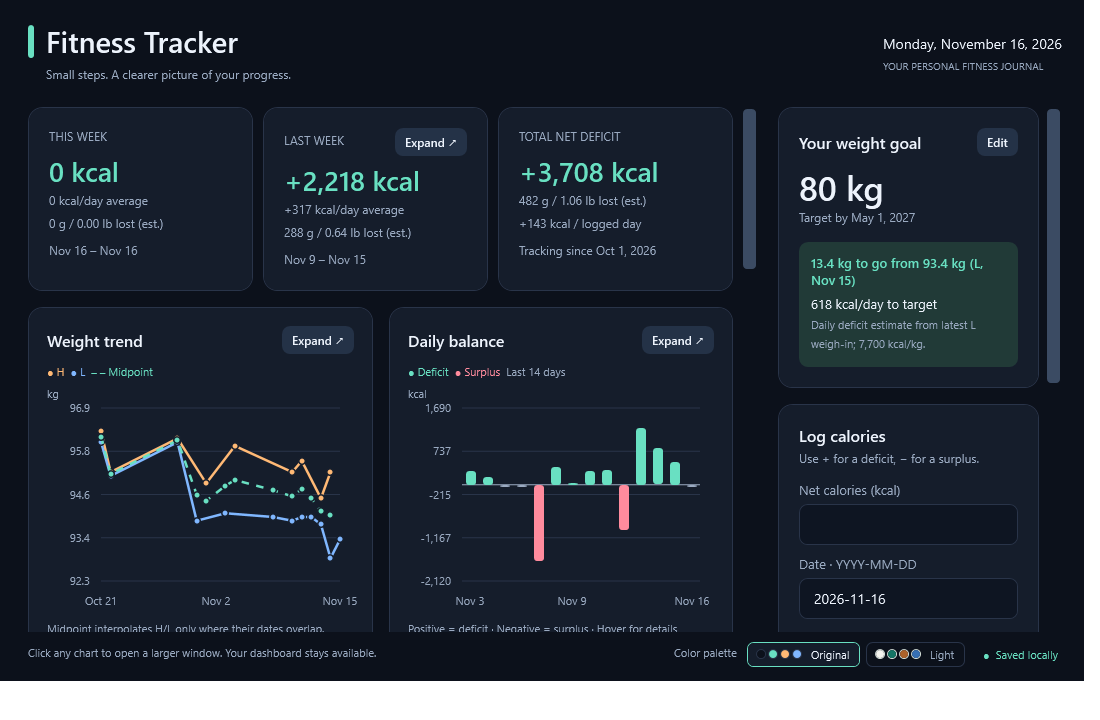 Fitness Tracker
Small steps. A clearer picture of your progress.
Monday, November 16, 2026
YOUR PERSONAL FITNESS JOURNAL
THIS WEEK
0 kcal
0 kcal/day average
0 g / 0.00 lb lost (est.)
Nov 16 – Nov 16
LAST WEEK
Expand ↗
+2,218 kcal
+317 kcal/day average
288 g / 0.64 lb lost (est.)
Nov 9 – Nov 15
TOTAL NET DEFICIT
+3,708 kcal
482 g / 1.06 lb lost (est.)
+143 kcal / logged day
Tracking since Oct 1, 2026
Your weight goal
Edit
80 kg
Target by May 1, 2027
13.4 kg to go from 93.4 kg (L,
Nov 15)
618 kcal/day to target
Daily deficit estimate from latest L
weigh-in; 7,700 kcal/kg.
Weight trend
Expand ↗
● H ● L – – Midpoint
kg
96.9
95.8
94.6
93.4
92.3
Oct 21 Nov 2 Nov 15
Midpoint interpolates H/L only where their dates overlap.
Daily balance
Expand ↗
● Deficit ● Surplus Last 14 days
kcal
1,690
737
-215
-1,167
-2,120
Nov 3 Nov 9 Nov 16
Positive = deficit · Negative = surplus · Hover for details
Log calories
Use + for a deficit, − for a surplus.
Net calories (kcal)
Date · YYYY-MM-DD
2026-11-16
Click any chart to open a larger window. Your dashboard stays available.
Color palette
Original
Light
● Saved locally